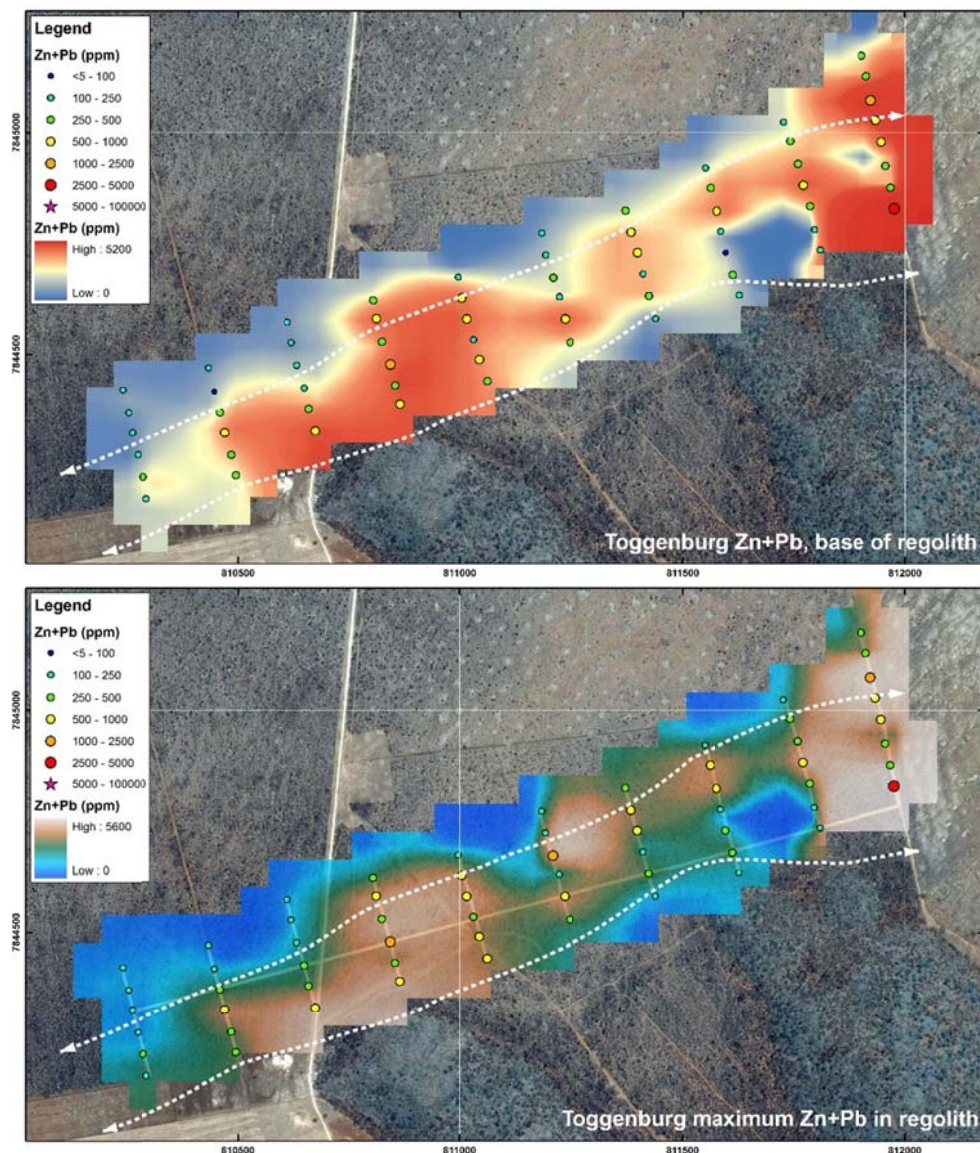 Legend
Zn+Pb (ppm)
<5 - 100
100 - 250
250 - 500
500 - 1000
1000 - 2500
2500 - 5000
5000 - 100000
Zn+Pb (ppm)
High : 5200
Low : 0
7845000
7844500
Toggenburg Zn+Pb, base of regolith
810500
811000
811500
812000
Legend
Zn+Pb (ppm)
<5 - 100
100 - 250
250 - 500
500 - 1000
1000 - 2500
2500 - 5000
5000 - 100000
Zn+Pb (ppm)
High : 5600
Low : 0
7845000
7844500
Toggenburg maximum Zn+Pb in regolith
810500
811000
811500
812000